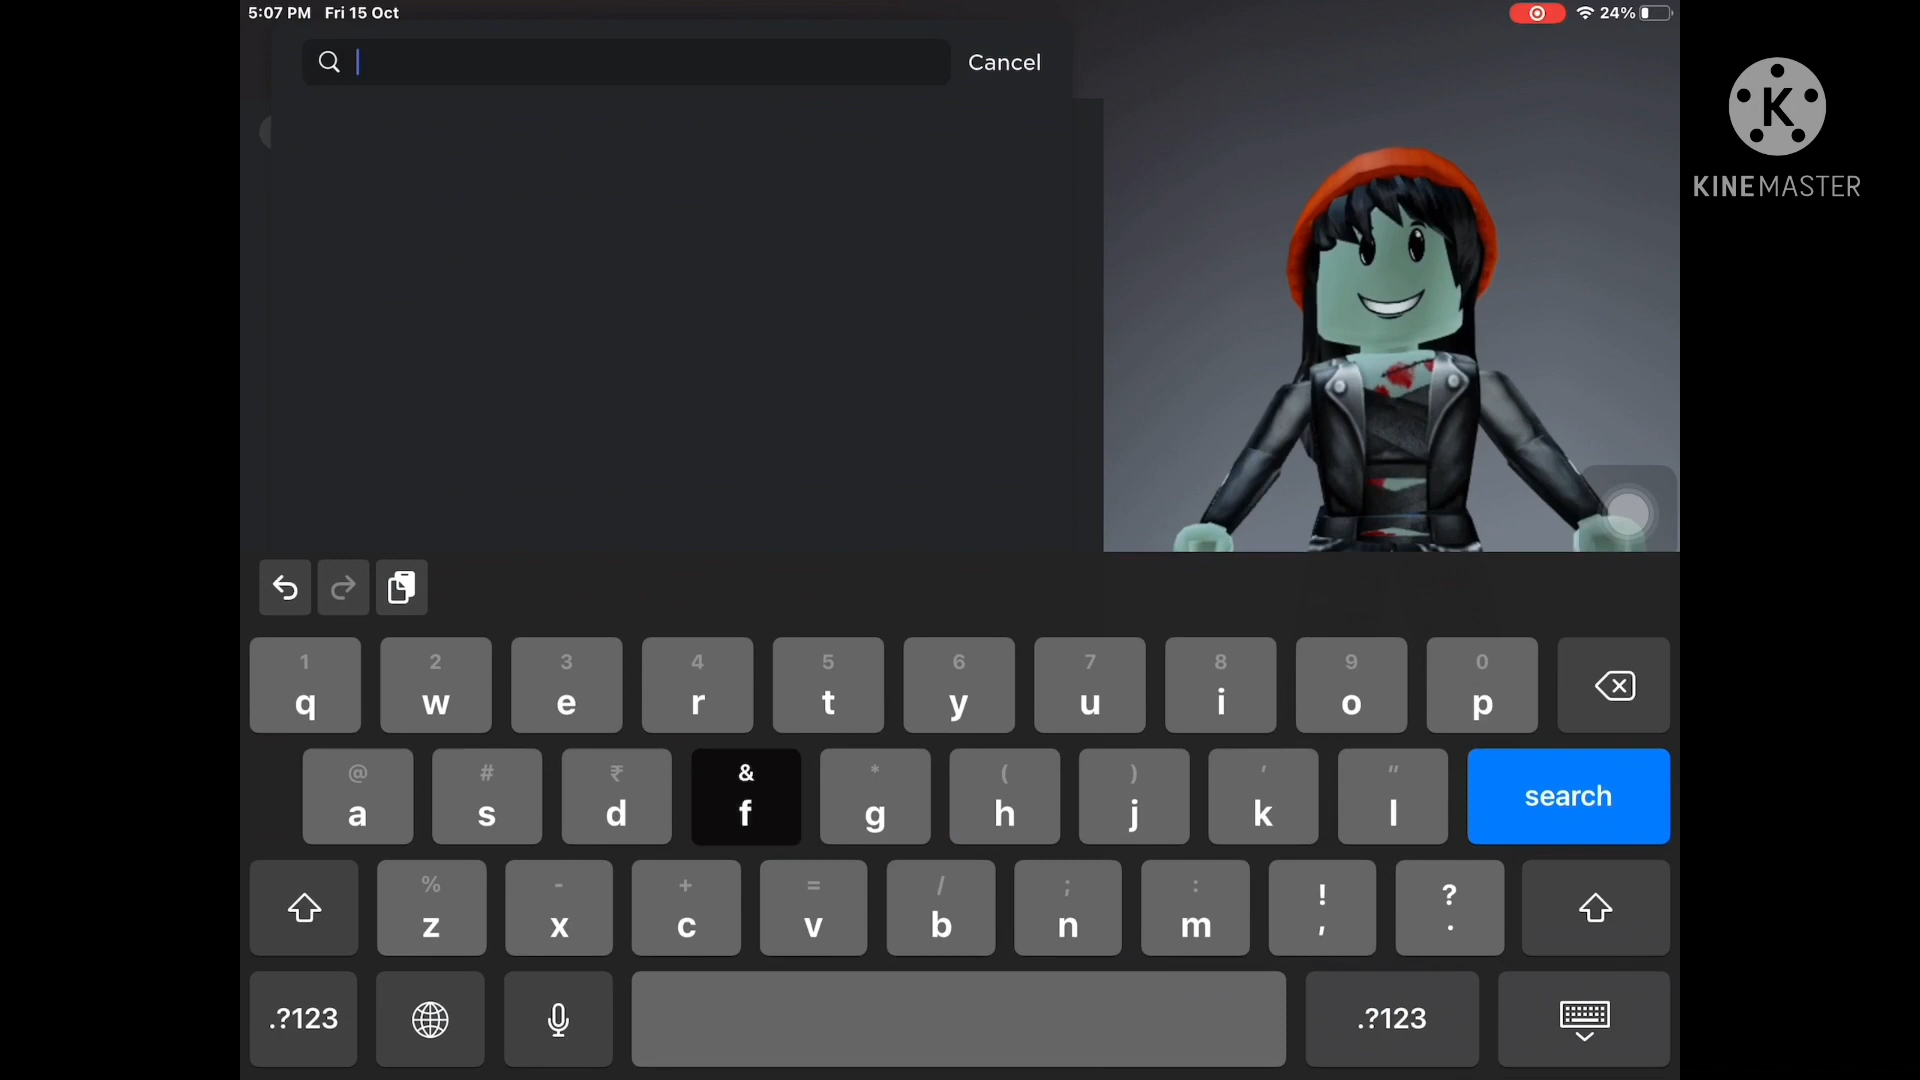 5:07 PM Fri 15 Oct 24%
Cancel
K
KINEMASTER
1 2 3 4 5 6 7 8 9 0
q w e r t y u i o p
@ # ₹ & * ( ) ' "
a s d f g h j k l search
% - + = / ; : ! ?
z x c v b n m , .
.?123 .?123